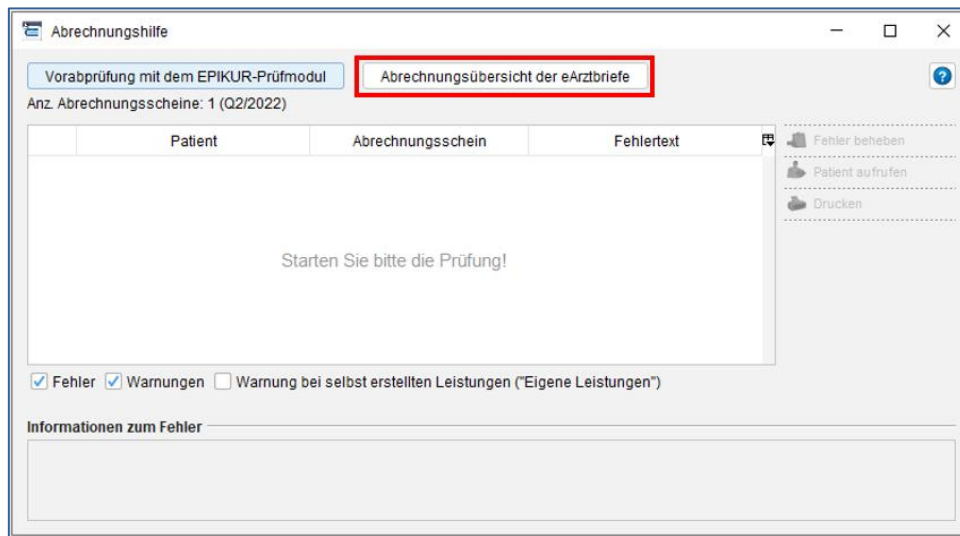 Abrechnungshilfe
Vorabprüfung mit dem EPIKUR-Prüfmodul Abrechnungsübersicht der eArztbriefe
Anz. Abrechnungsscheine: 1 (Q2/2022)
Patient Abrechnungsschein Fehlertext
Fehler beheben
Patient aufrufen
Drucken
Starten Sie bitte die Prüfung!
Fehler Warnungen Warnung bei selbst erstellten Leistungen ("Eigene Leistungen")
Informationen zum Fehler